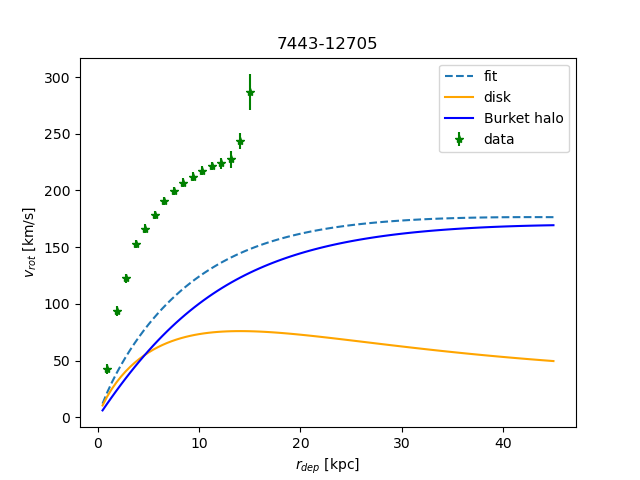 7443-12705
300
250
200
150
100
50
0
v_rot [km/s]
fit
disk
Burket halo
data
0 10 20 30 40
r_dep [kpc]